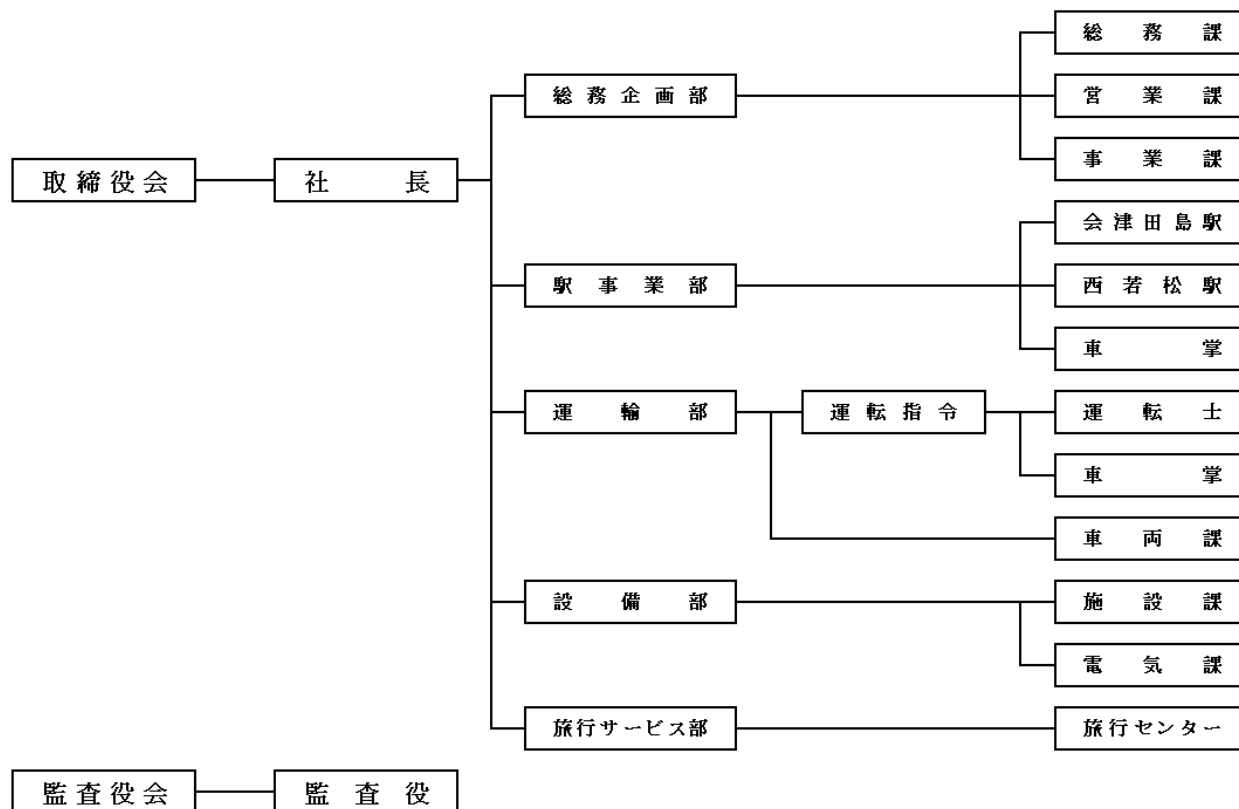 総務課
総務企画部
営業課
事業課
取締役会
社長
会津田島駅
駅事業部
西若松駅
車掌
運輸部
運転指令
運転士
車掌
車両課
設備部
施設課
電気課
旅行サービス部
旅行センター
監査役会
監査役